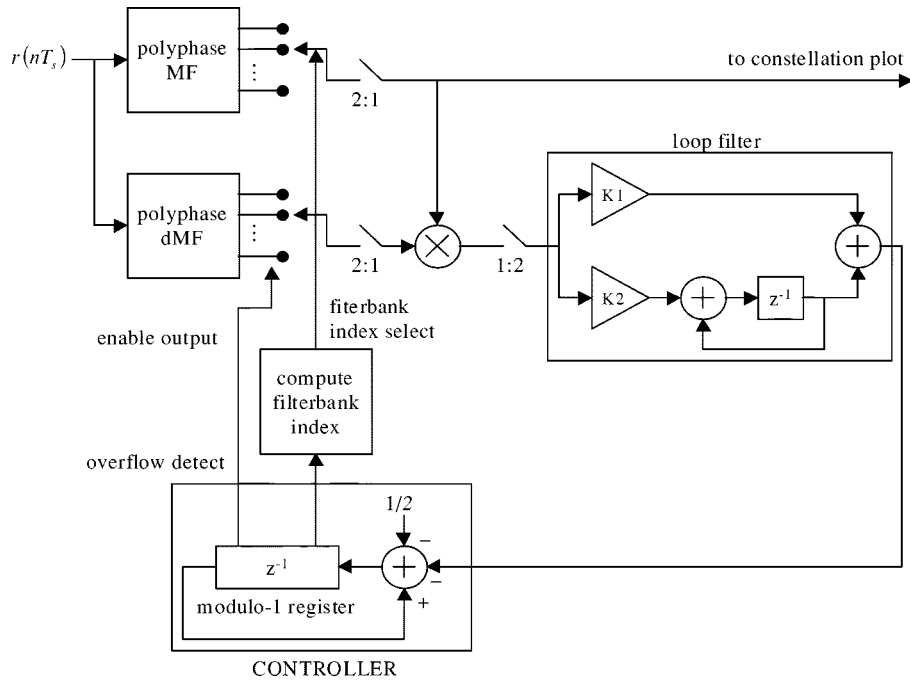 r(nTₛ)
polyphase
MF
⋮
2:1
to constellation plot
loop filter
K1
polyphase
dMF
⋮
2:1
1:2
K2
z⁻¹
enable output
fiterbank
index select
compute
filterbank
index
overflow detect
1/2
−
z⁻¹
−
+
modulo-1 register
CONTROLLER